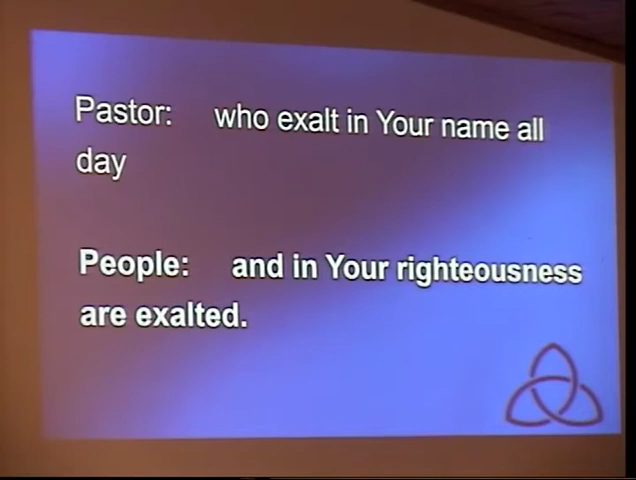 Pastor: who exalt in Your name all
day
People: and in Your righteousness
are exalted.